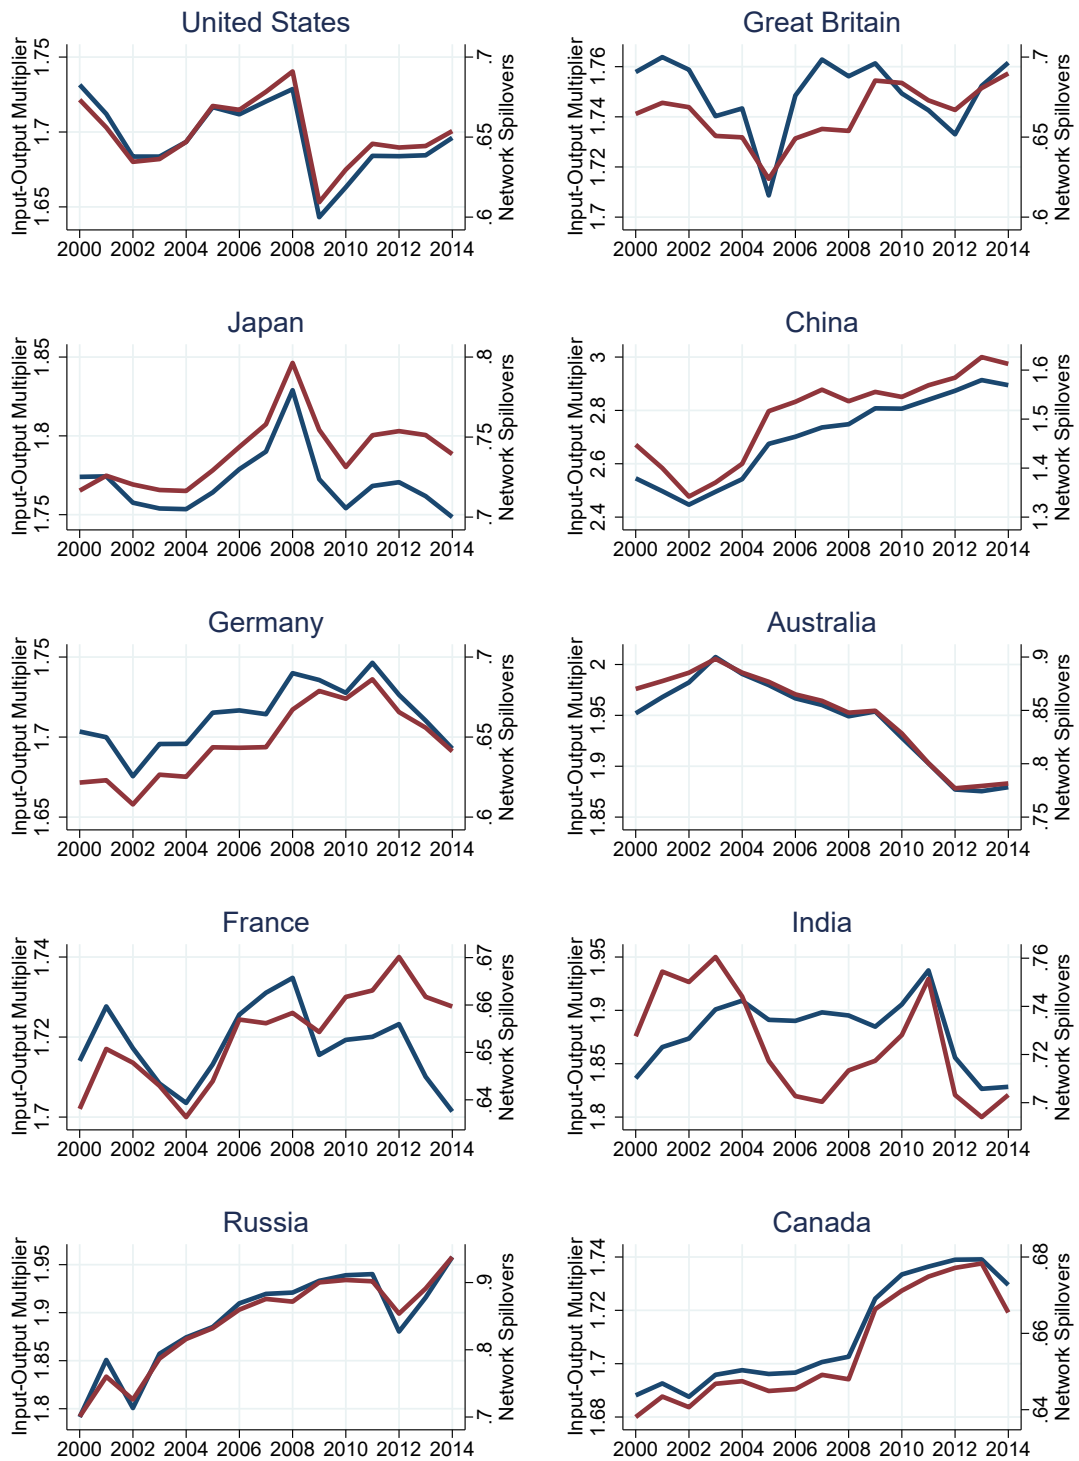 United States
Input-Output Multiplier
1.75
1.7
1.65
.7
.65
.6
Network Spillovers
2000 2002 2004 2006 2008 2010 2012 2014
Great Britain
Input-Output Multiplier
1.76
1.74
1.72
1.7
.7
.65
.6
Network Spillovers
2000 2002 2004 2006 2008 2010 2012 2014
Japan
Input-Output Multiplier
1.85
1.8
1.75
.8
.75
.7
Network Spillovers
2000 2002 2004 2006 2008 2010 2012 2014
China
Input-Output Multiplier
3
2.8
2.6
2.4
1.6
1.5
1.4
1.3
Network Spillovers
2000 2002 2004 2006 2008 2010 2012 2014
Germany
Input-Output Multiplier
1.75
1.7
1.65
.7
.65
.6
Network Spillovers
2000 2002 2004 2006 2008 2010 2012 2014
Australia
Input-Output Multiplier
2
1.95
1.9
1.85
.9
.85
.8
.75
Network Spillovers
2000 2002 2004 2006 2008 2010 2012 2014
France
Input-Output Multiplier
1.74
1.72
1.7
.67
.66
.65
.64
Network Spillovers
2000 2002 2004 2006 2008 2010 2012 2014
India
Input-Output Multiplier
1.95
1.9
1.85
1.8
.76
.74
.72
.7
Network Spillovers
2000 2002 2004 2006 2008 2010 2012 2014
Russia
Input-Output Multiplier
1.95
1.9
1.85
1.8
.9
.8
.7
Network Spillovers
2000 2002 2004 2006 2008 2010 2012 2014
Canada
Input-Output Multiplier
1.74
1.72
1.7
1.68
.68
.66
.64
Network Spillovers
2000 2002 2004 2006 2008 2010 2012 2014